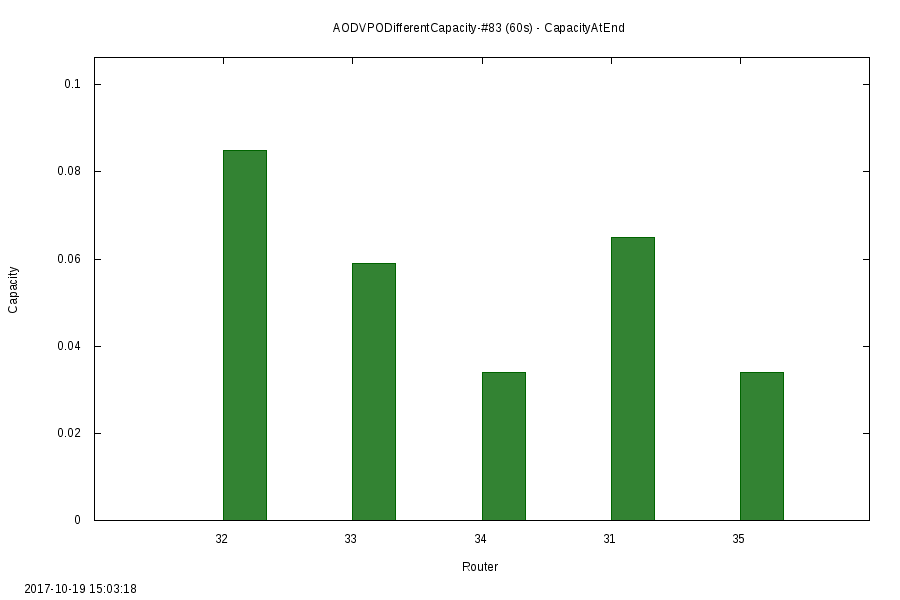 AODVPODifferentCapacity-#83 (60s) - CapacityAtEnd
0.1
0.08
0.06
0.04
0.02
0
Capacity
32 33 34 31 35
Router
2017-10-19 15:03:18